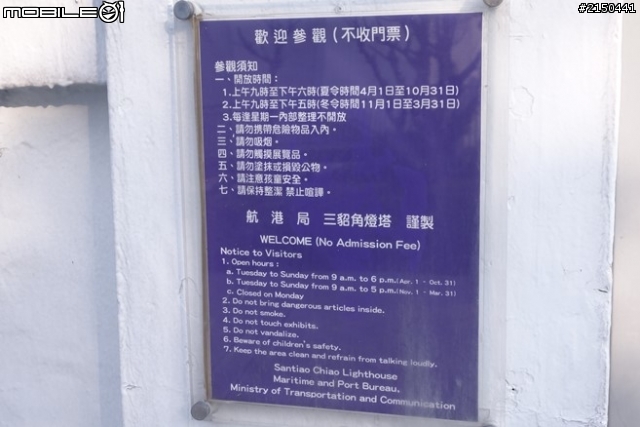 MOBILE01
#2150441
歡迎參觀(不收門票)
參觀須知
一、開放時間：
1.上午九時至下午六時(夏令時間4月1日至10月31日)
2.上午九時至下午五時(冬令時間11月1日至3月31日)
3.每逢星期一內部整理不開放
二、請勿攜帶危險物品入內。
三、請勿吸烟。
四、請勿觸摸展覽品。
五、請勿塗抹或損毀公物。
六、請注意孩童安全。
七、請保持整潔 禁止喧譁。
航港局 三貂角燈塔 謹製
WELCOME (No Admission Fee)
Notice to Visitors
1. Open hours :
a. Tuesday to Sunday from 9 a.m. to 6 p.m.(Apr. 1 - Oct. 31)
b. Tuesday to Sunday from 9 a.m. to 5 p.m.(Nov. 1 - Mar. 31)
c. Closed on Monday
2. Do not bring dangerous articles inside.
3. Do not smoke.
4. Do not touch exhibits.
5. Do not vandalize.
6. Beware of children's safety.
7. Keep the area clean and refrain from talking loudly.
Santiao Chiao Lighthouse
Maritime and Port Bureau.
Ministry of Transportation and Communication